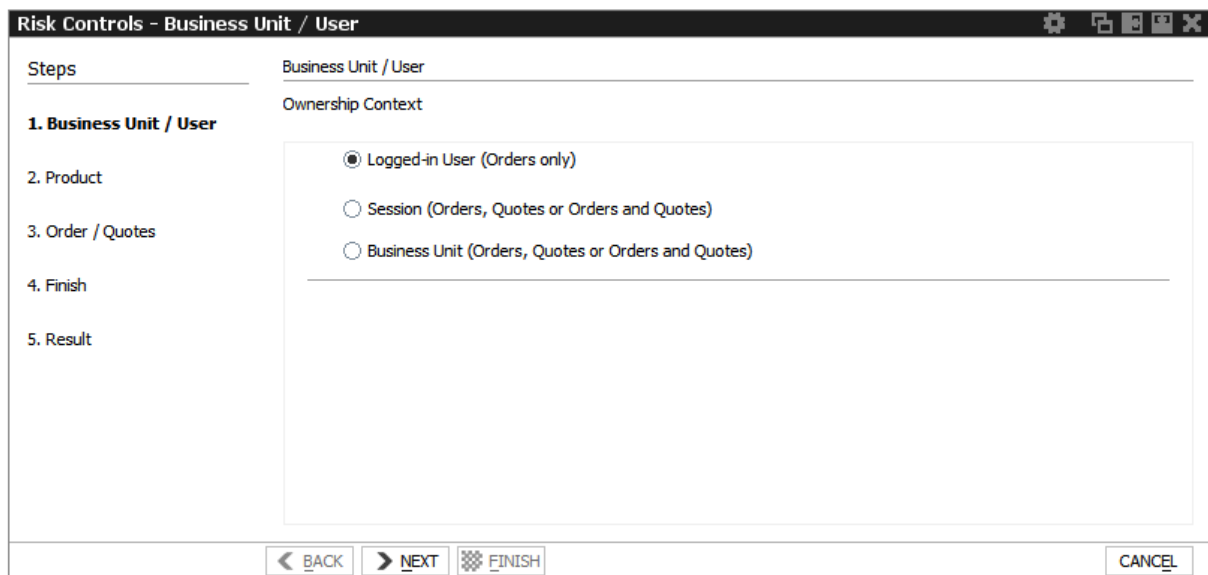 Risk Controls - Business Unit / User
Steps
1. Business Unit / User
2. Product
3. Order / Quotes
4. Finish
5. Result
Business Unit / User
Ownership Context
Logged-in User (Orders only)
Session (Orders, Quotes or Orders and Quotes)
Business Unit (Orders, Quotes or Orders and Quotes)
BACK NEXT FINISH CANCEL